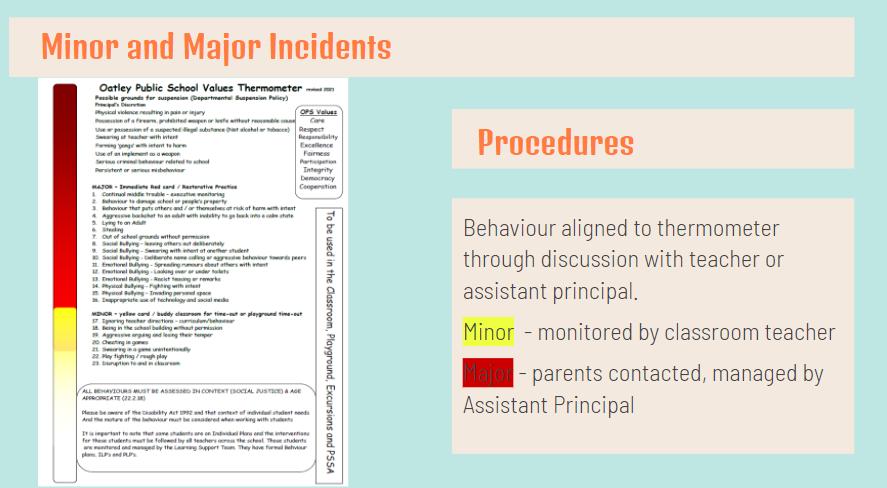 Minor and Major Incidents
Oatley Public School Values Thermometer revised 2021
Possible grounds for suspension (Departmental Suspension Policy)
Principal's Discretion
Physical violence resulting in pain or injury
Possession of a firearm, prohibited weapon or knife without reasonable cause
Use or possession of a suspected illegal substance (Not alcohol or tobacco)
Swearing at teacher with intent
Forming 'gangs' with intent to harm
Use of an implement as a weapon
Serious criminal behaviour related to school
Persistent or serious misbehaviour
OPS Values
Care
Respect
Responsibility
Excellence
Fairness
Participation
Integrity
Democracy
Cooperation
MAJOR – Immediate Red card / Restorative Practice
1. Continual middle trouble – executive monitoring
2. Behaviour to damage school or people's property
3. Behaviour that puts others and / or themselves at risk of harm with intent
4. Aggressive backchat to an adult with inability to go back into a calm state
5. Lying to an Adult
6. Stealing
7. Out of school grounds without permission
8. Social Bullying – leaving others out deliberately
9. Social Bullying – Swearing with intent at another student
10. Social Bullying – Deliberate name calling or aggressive behaviour towards peers
11. Emotional Bullying – Spreading rumours about others with intent
12. Emotional Bullying – Looking over or under toilets
13. Emotional Bullying – Racist teasing or remarks
14. Physical Bullying – Fighting with intent
15. Physical Bullying – Invading personal space
16. Inappropriate use of technology and social media
MINOR – yellow card / buddy classroom for time-out or playground time-out
17. Ignoring teacher directions – curriculum/behaviour
18. Being in the school building without permission
19. Aggressive arguing and losing their temper
20. Cheating in games
21. Swearing in a game unintentionally
22. Play fighting / rough play
23. Disruption to and in classroom
To be used in the Classroom, Playground, Excursions and PSSA
ALL BEHAVIOURS MUST BE ASSESSED IN CONTEXT (SOCIAL JUSTICE) & AGE
APPROPRIATE (22.2.18)
Please be aware of the Disability Act 1992 and that context of individual student needs
And the nature of the behaviour must be considered when working with students
It is important to note that some students are on Individual Plans and the interventions
for these students must be followed by all teachers across the school. These students
are monitored and managed by the Learning Support Team. They have formal Behviour
plans, ILPs and PLPs.
Procedures
Behaviour aligned to thermometer
through discussion with teacher or
assistant principal.
Minor - monitored by classroom teacher
Major - parents contacted, managed by
Assistant Principal